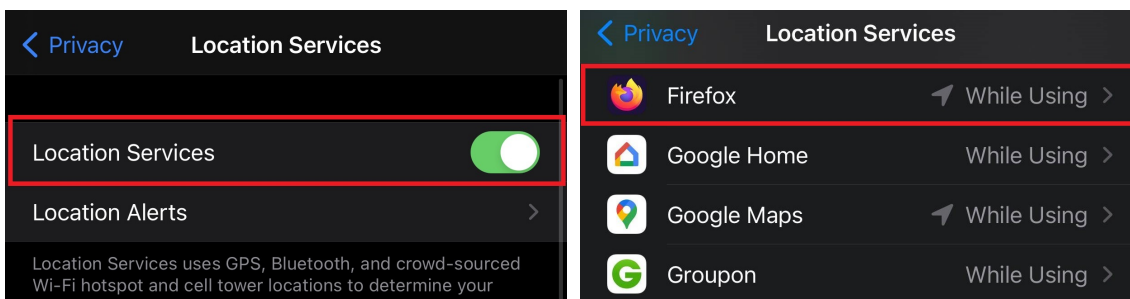 Privacy
Location Services
Location Services
Location Alerts
Location Services uses GPS, Bluetooth, and crowd-sourced
Wi-Fi hotspot and cell tower locations to determine your
Privacy
Location Services
Firefox While Using
Google Home While Using
Google Maps While Using
Groupon While Using